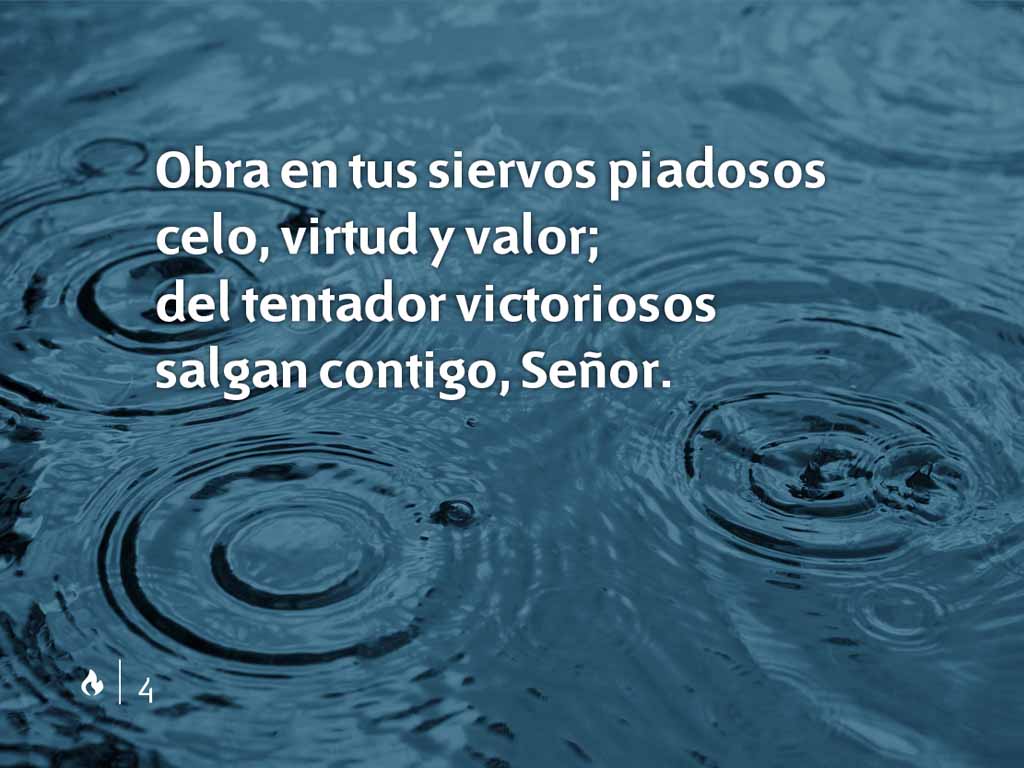 Obra en tus siervos piadosos
celo, virtud y valor;
del tentador victoriosos
salgan contigo, Señor.
4